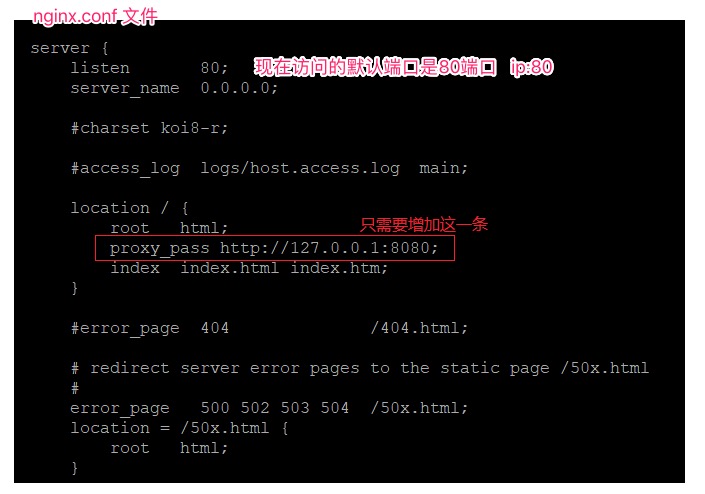 nginx.conf 文件
server {
listen 80; 现在访问的默认端口是80端口 ip:80
server_name 0.0.0.0;
#charset koi8-r;
#access_log logs/host.access.log main;
location / {
root html; 只需要增加这一条
proxy_pass http://127.0.0.1:8080;
index index.html index.htm;
}
#error_page 404 /404.html;
# redirect server error pages to the static page /50x.html
#
error_page 500 502 503 504 /50x.html;
location = /50x.html {
root html;
}